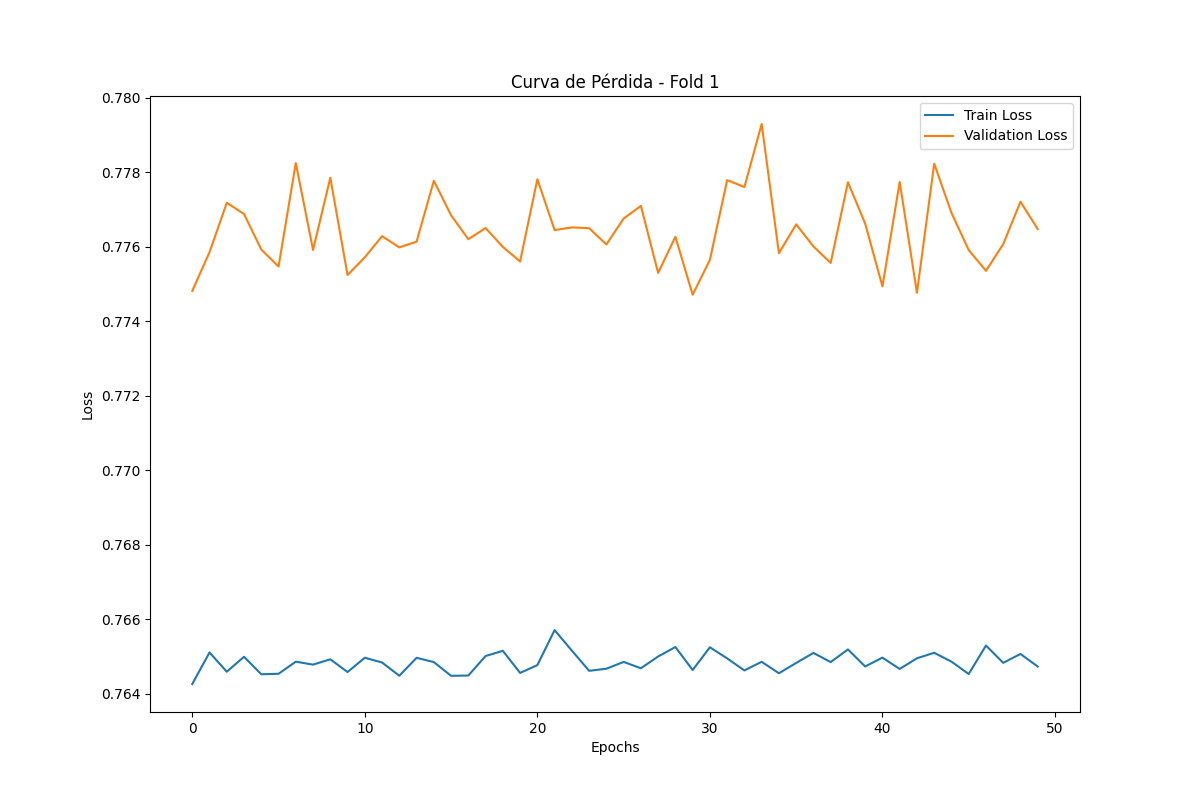 Curva de Pérdida - Fold 1
Train Loss
Validation Loss
0.780
0.778
0.776
0.774
0.772
0.770
0.768
0.766
0.764
Loss
0 10 20 30 40 50
Epochs